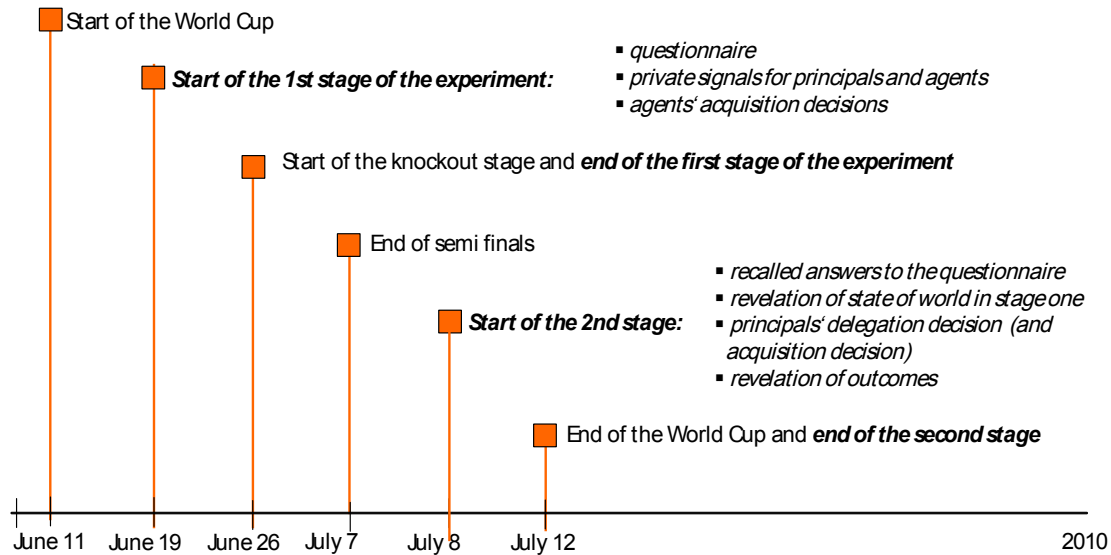 Start of the World Cup
Start of the 1st stage of the experiment:
▪ questionnaire
▪ private signals for principals and agents
▪ agents‘ acquisition decisions
Start of the knockout stage and end of the first stage of the experiment
End of semi finals
Start of the 2nd stage:
▪ recalled answers to the questionnaire
▪ revelation of state of world in stage one
▪ principals‘ delegation decision (and
acquisition decision)
▪ revelation of outcomes
End of the World Cup and end of the second stage
June 11 June 19 June 26 July 7 July 8 July 12 2010